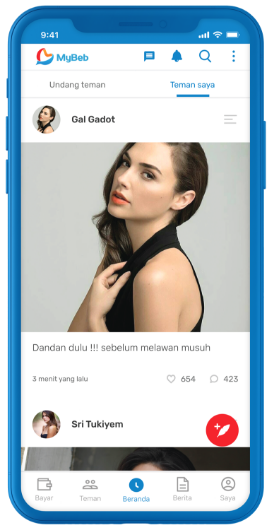 9:41
MyBeb
Undang teman
Teman saya
Gal Gadot
Dandan dulu !!! sebelum melawan musuh
3 menit yang lalu
654
423
Sri Tukiyem
Bayar
Teman
Beranda
Berita
Saya